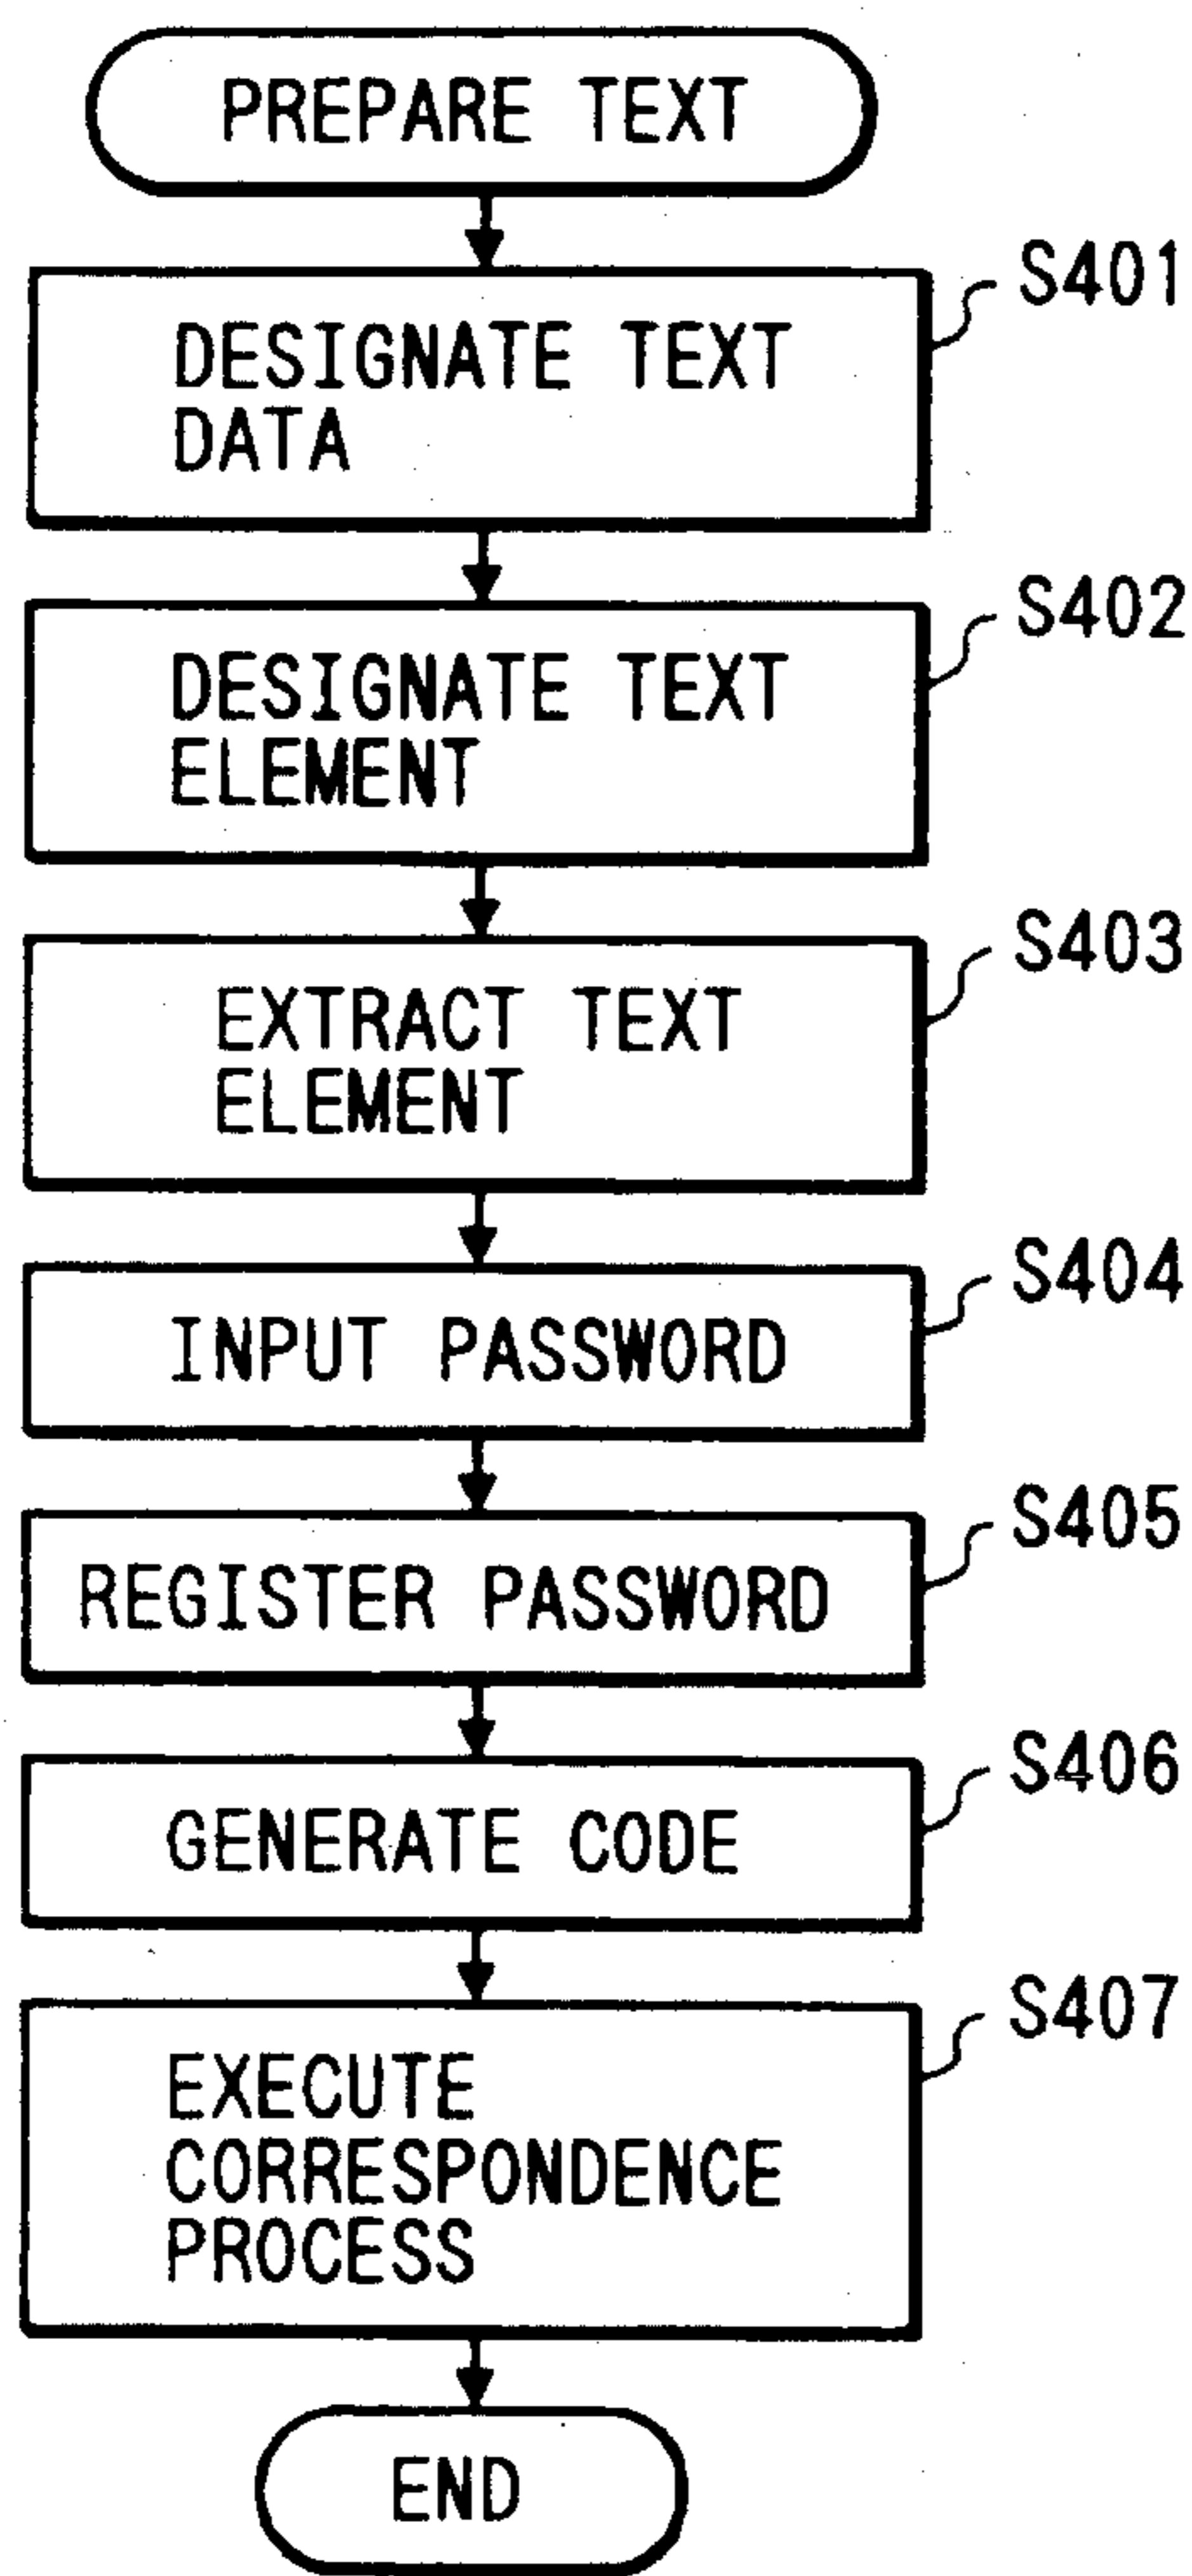 PREPARE TEXT
S401
DESIGNATE TEXT
DATA
S402
DESIGNATE TEXT
ELEMENT
S403
EXTRACT TEXT
ELEMENT
S404
INPUT PASSWORD
S405
REGISTER PASSWORD
S406
GENERATE CODE
S407
EXECUTE
CORRESPONDENCE
PROCESS
END